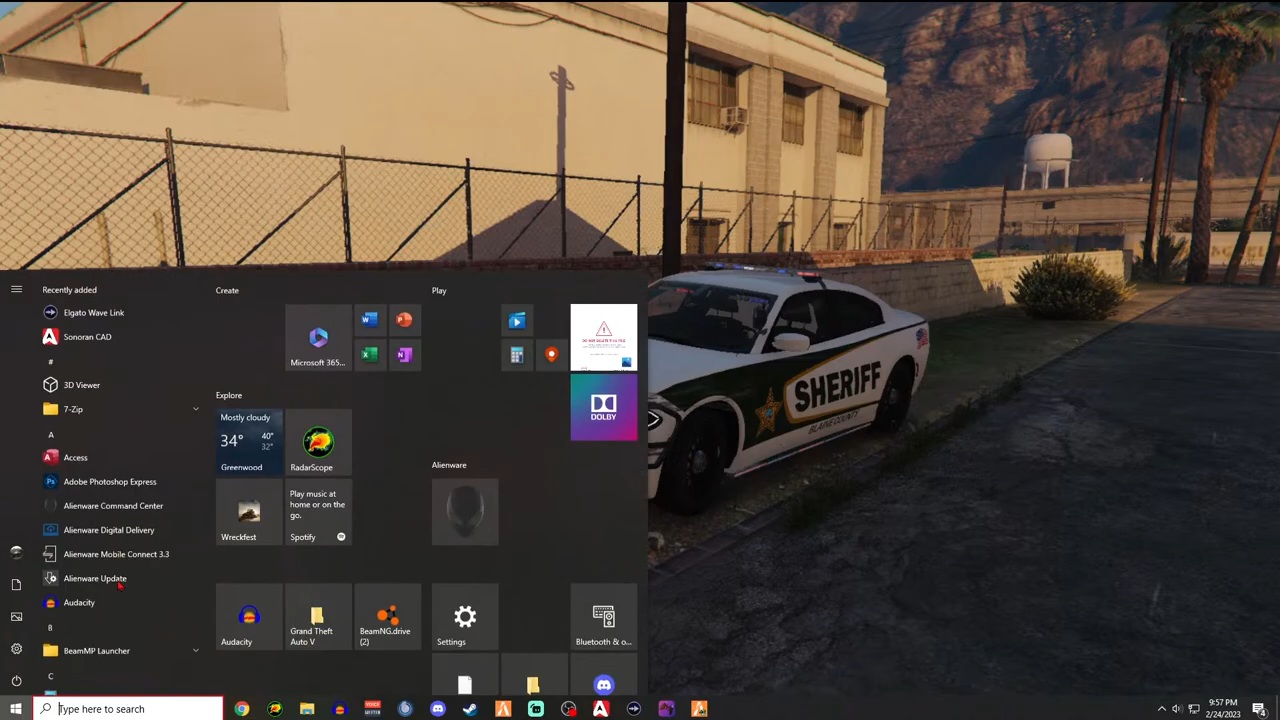 Recently added
Elgato Wave Link
Sonoran CAD
#
3D Viewer
7-Zip
A
Access
Adobe Photoshop Express
Alienware Command Center
Alienware Digital Delivery
Alienware Mobile Connect 3.3
Alienware Update
Audacity
B
BeamMP Launcher
C
Create
Microsoft 365...
Explore
Mostly cloudy
34° 40°
32°
Greenwood
RadarScope
Wreckfest
Play music at
home or on the
go.
Spotify
Audacity
Grand Theft
Auto V
BeamNG.drive
(2)
Play
DOLBY
Alienware
Settings
Bluetooth & o...
SHERIFF
BLAINE COUNTY
Type here to search
9:57 PM
2/24/2023